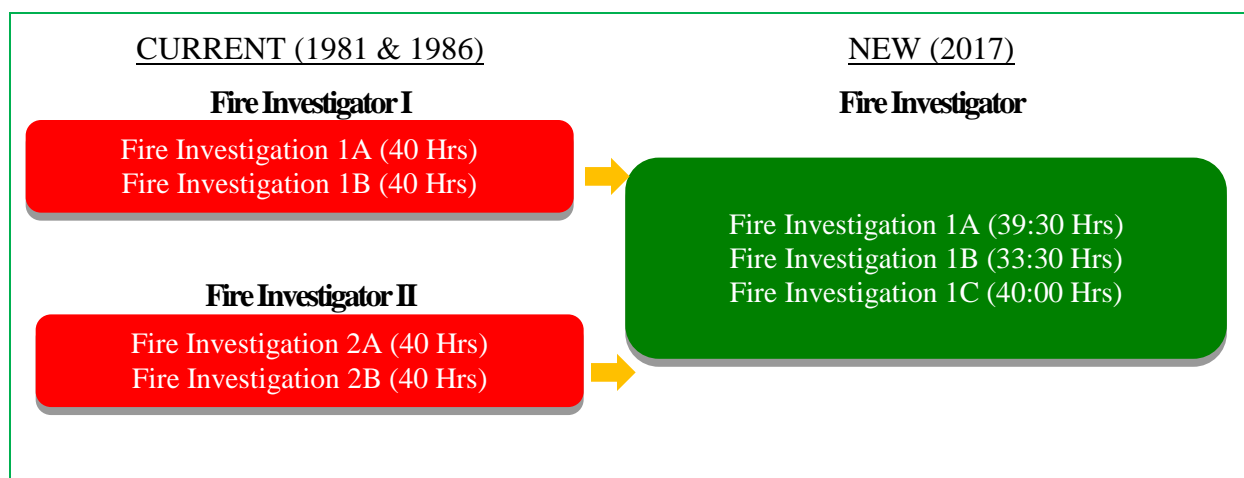 CURRENT (1981 & 1986)
Fire Investigator I
Fire Investigation 1A (40 Hrs)
Fire Investigation 1B (40 Hrs)
Fire Investigator II
Fire Investigation 2A (40 Hrs)
Fire Investigation 2B (40 Hrs)
NEW (2017)
Fire Investigator
Fire Investigation 1A (39:30 Hrs)
Fire Investigation 1B (33:30 Hrs)
Fire Investigation 1C (40:00 Hrs)